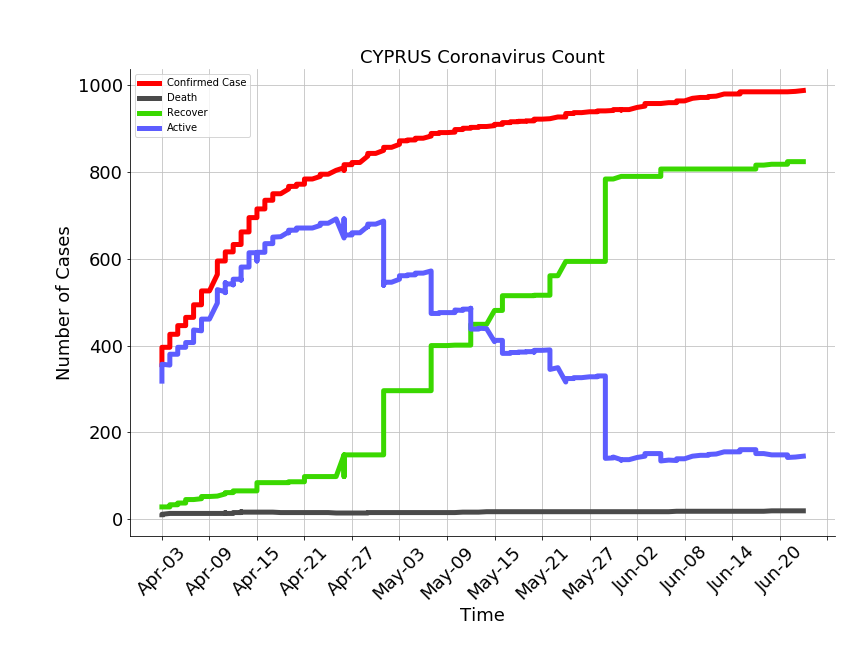 CYPRUS Coronavirus Count
Confirmed Case
Death
Recover
Active
Number of Cases
1000
800
600
400
200
0
Apr-03
Apr-09
Apr-15
Apr-21
Apr-27
May-03
May-09
May-15
May-21
May-27
Jun-02
Jun-08
Jun-14
Jun-20
Time